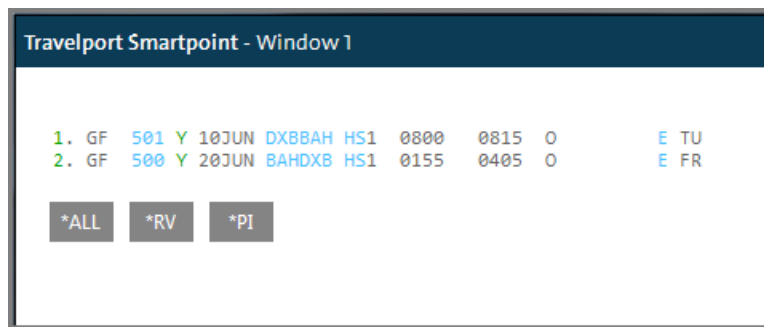 Travelport Smartpoint - Window 1
1. GF 501 Y 10JUN DXBBAH HS1 0800 0815 O E TU
2. GF 500 Y 20JUN BAHDXB HS1 0155 0405 O E FR
*ALL *RV *PI